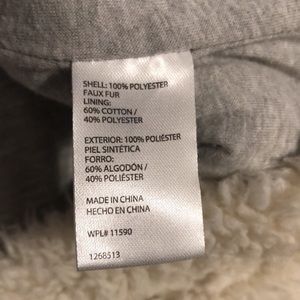 SHELL: 100% POLYESTER
FAUX FUR
LINING:
60% COTTON /
40% POLYESTER
EXTERIOR: 100% POLIÉSTER
PIEL SINTÉTICA
FORRO:
60% ALGODÓN /
40% POLIÉSTER
MADE IN CHINA
HECHO EN CHINA
WPL# 11590
1268513